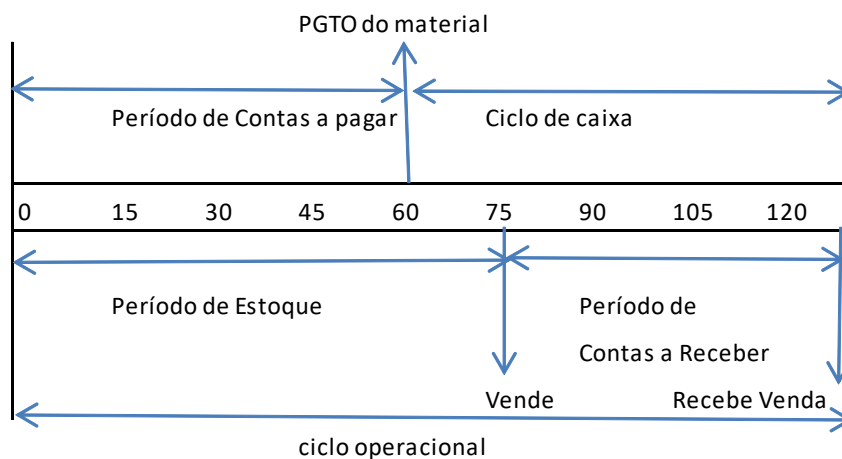 PGTO do material
Período de Contas a pagar
Ciclo de caixa
0 15 30 45 60 75 90 105 120
Período de Estoque
Período de
Contas a Receber
Vende
Recebe Venda
ciclo operacional